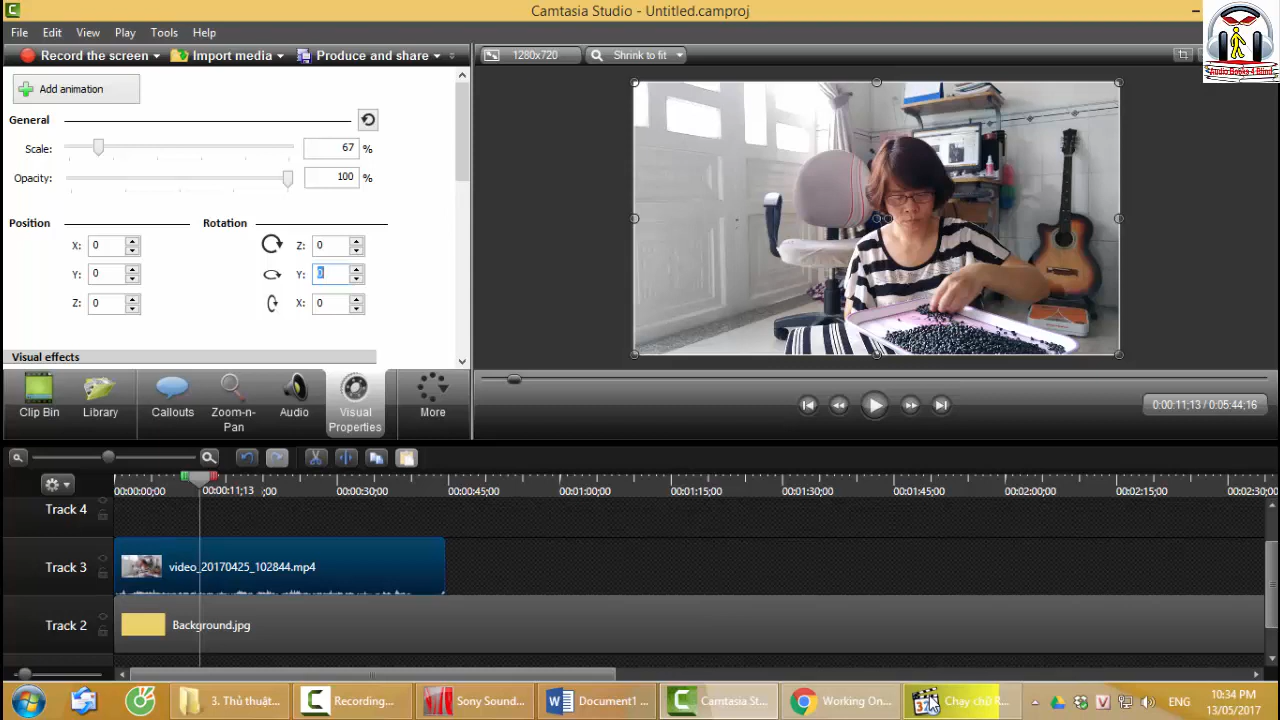 Camtasia Studio - Untitled.camproj
File Edit View Play Tools Help
Record the screen Import media Produce and share
1280x720 Shrink to fit
Audio Books 4 Blind
Add animation
General
Scale: 67 %
Opacity: 100 %
Position Rotation
X: 0 Z: 0
Y: 0 Y: 0
Z: 0 X: 0
Visual effects
Clip Bin Library Callouts Zoom-n-Pan Audio Visual Properties More
0:00:11;13 / 0:05:44;16
00:00:00;00 00:00:11;13 ;00 00:00:30;00 00:00:45;00 00:01:00;00 00:01:15;00 00:01:30;00 00:01:45;00 00:02:00;00 00:02:15;00 00:02:30;
Track 4
Track 3 video_20170425_102844.mp4
Track 2 Background.jpg
3. Thủ thuật... Recording... Sony Sound... Document1 ... Camtasia St... Working On... Chạy chữ R... ENG 10:34 PM
13/05/2017